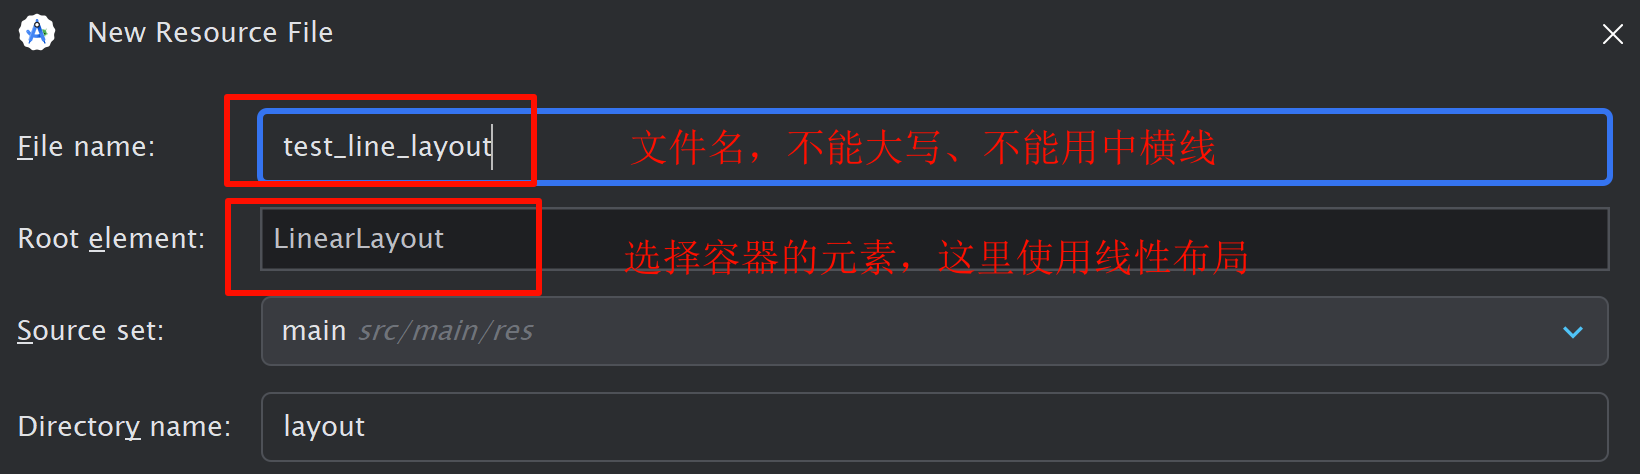 New Resource File
File name: test_line_layout 文件名，不能大写、不能用中横线
Root element: LinearLayout 选择容器的元素，这里使用线性布局
Source set: main src/main/res
Directory name: layout